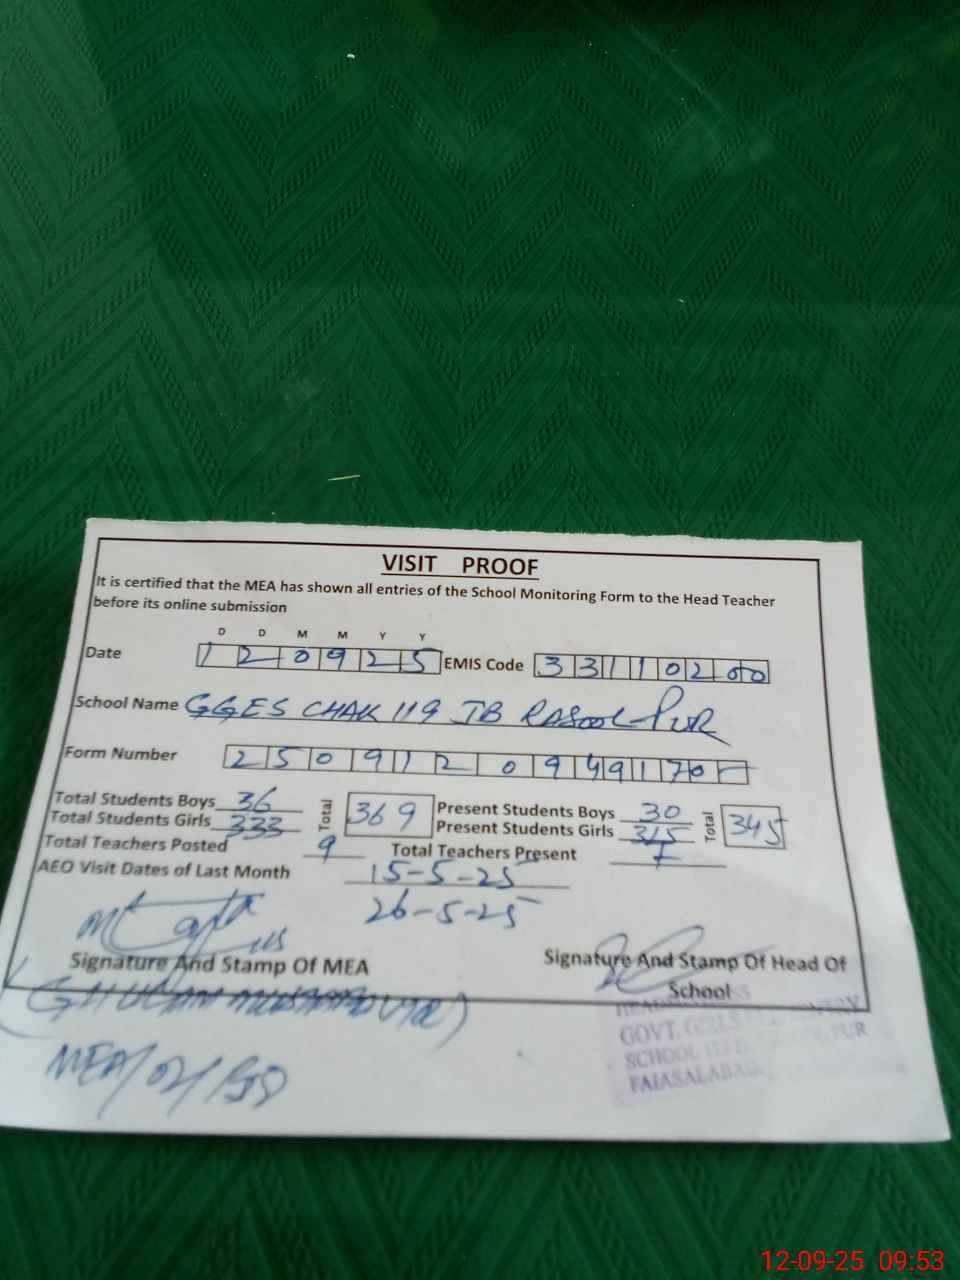 VISIT PROOF
It is certified that the MEA has shown all entries of the School Monitoring Form to the Head Teacher
before its online submission
D D M M Y Y
Date 1 2 0 9 2 5 EMIS Code 3 3 1 1 0 2 0 0
School Name GGES CHAK 119 JB RASOOL PUR
Form Number 2 5 0 9 1 2 0 9 4 9 1 7 0
Total Students Boys 36 Total 369 Present Students Boys 30 Total 345
Total Students Girls 333 Present Students Girls 315
Total Teachers Posted 9 Total Teachers Present 7
AEO Visit Dates of Last Month 15-5-25
26-5-25
Signature And Stamp Of MEA Signature And Stamp Of Head Of
School
GOVT. GIRLS
SCHOOL PUR
FAIASALABAD
MEA/02/
12-09-25 09:53